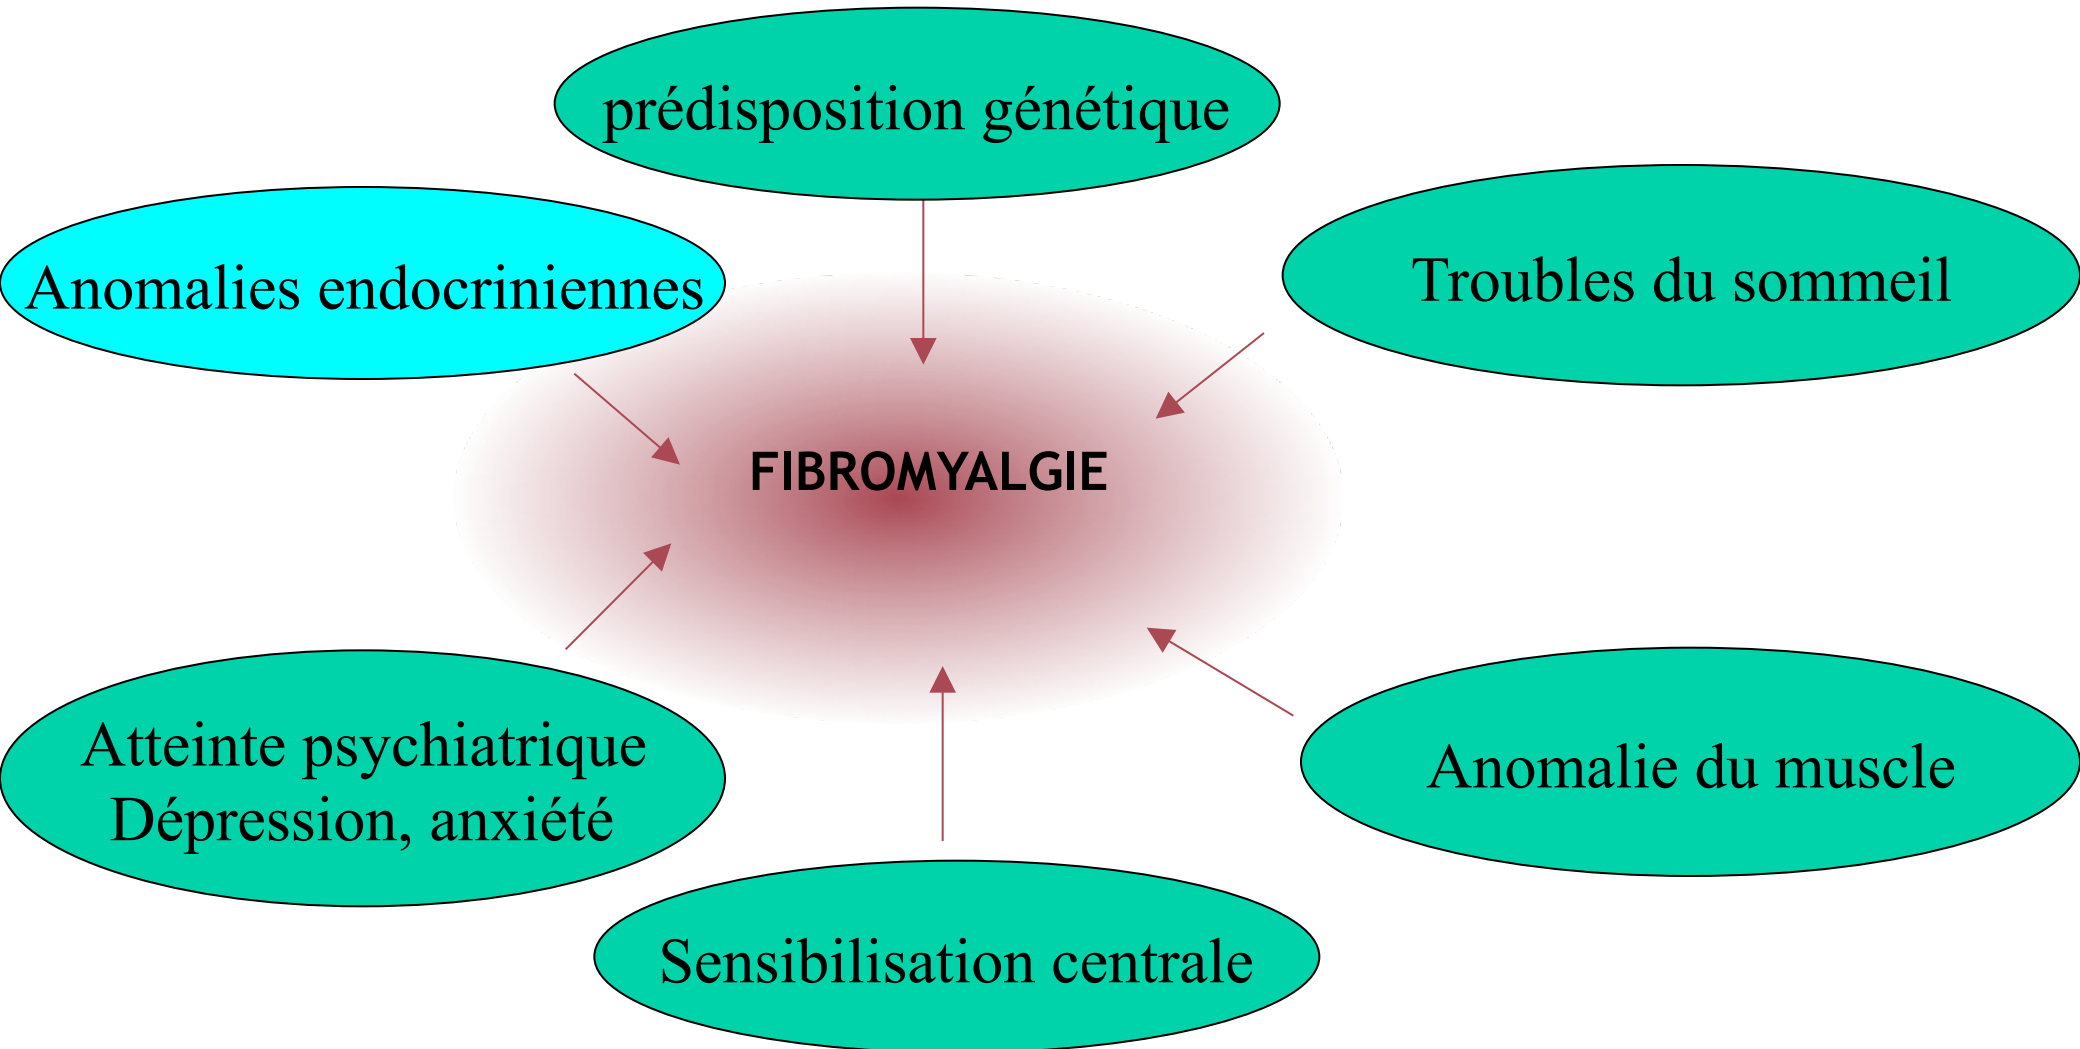 prédisposition génétique
Anomalies endocriniennes
Troubles du sommeil
FIBROMYALGIE
Atteinte psychiatrique
Dépression, anxiété
Anomalie du muscle
Sensibilisation centrale